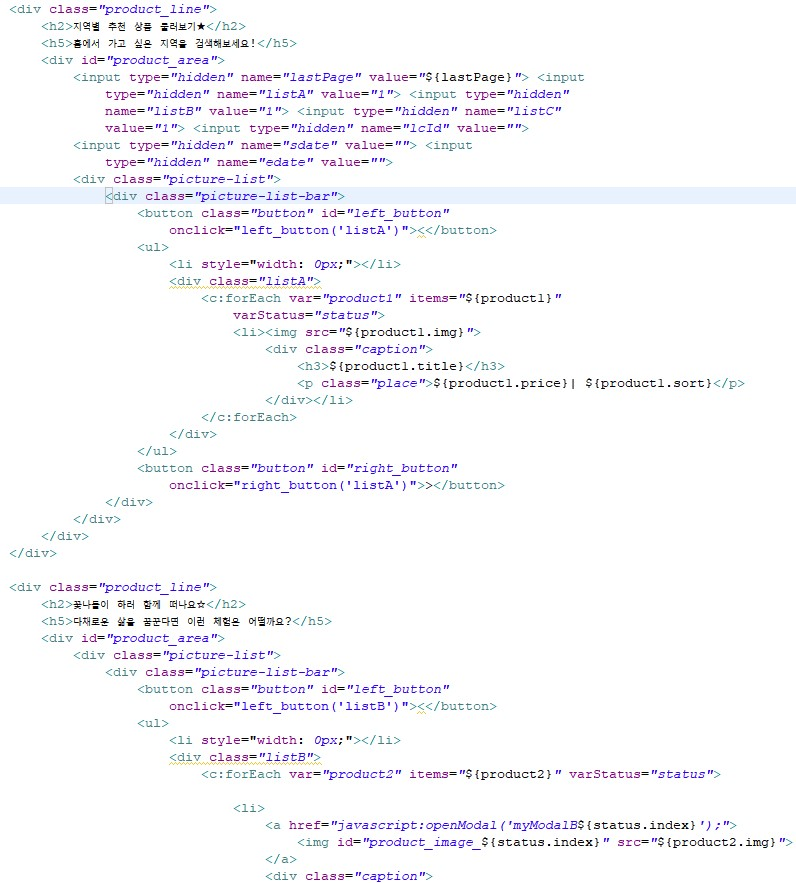 <div class="product_line">
<h2>지역별 추천 상품 둘러보기★</h2>
<h5>홈에서 가고 싶은 지역을 검색해보세요!</h5>
<div id="product_area">
<input type="hidden" name="lastPage" value="${lastPage}"> <input
type="hidden" name="listA" value="1"> <input type="hidden"
name="listB" value="1"> <input type="hidden" name="listC"
value="1"> <input type="hidden" name="lcId" value="">
<input type="hidden" name="sdate" value=""> <input
type="hidden" name="edate" value="">
<div class="picture-list">
<div class="picture-list-bar">
<button class="button" id="left_button"
onclick="left_button('listA')"><</button>
<ul>
<li style="width: 0px;"></li>
<div class="listA">
<c:forEach var="product1" items="${product1}"
varStatus="status">
<li><img src="${product1.img}">
<div class="caption">
<h3>${product1.title}</h3>
<p class="place">${product1.price}| ${product1.sort}</p>
</div></li>
</c:forEach>
</div>
</ul>
<button class="button" id="right_button"
onclick="right_button('listA')">></button>
</div>
</div>
</div>
</div>
<div class="product_line">
<h2>꽃나들이 하러 함께 떠나요☆</h2>
<h5>다채로운 삶을 꿈꾼다면 이런 체험은 어떨까요?</h5>
<div id="product_area">
<div class="picture-list">
<div class="picture-list-bar">
<button class="button" id="left_button"
onclick="left_button('listB')"><</button>
<ul>
<li style="width: 0px;"></li>
<div class="listB">
<c:forEach var="product2" items="${product2}" varStatus="status">
<li>
<a href="javascript:openModal('myModalB${status.index}');">
<img id="product_image_${status.index}" src="${product2.img}">
</a>
<div class="caption">